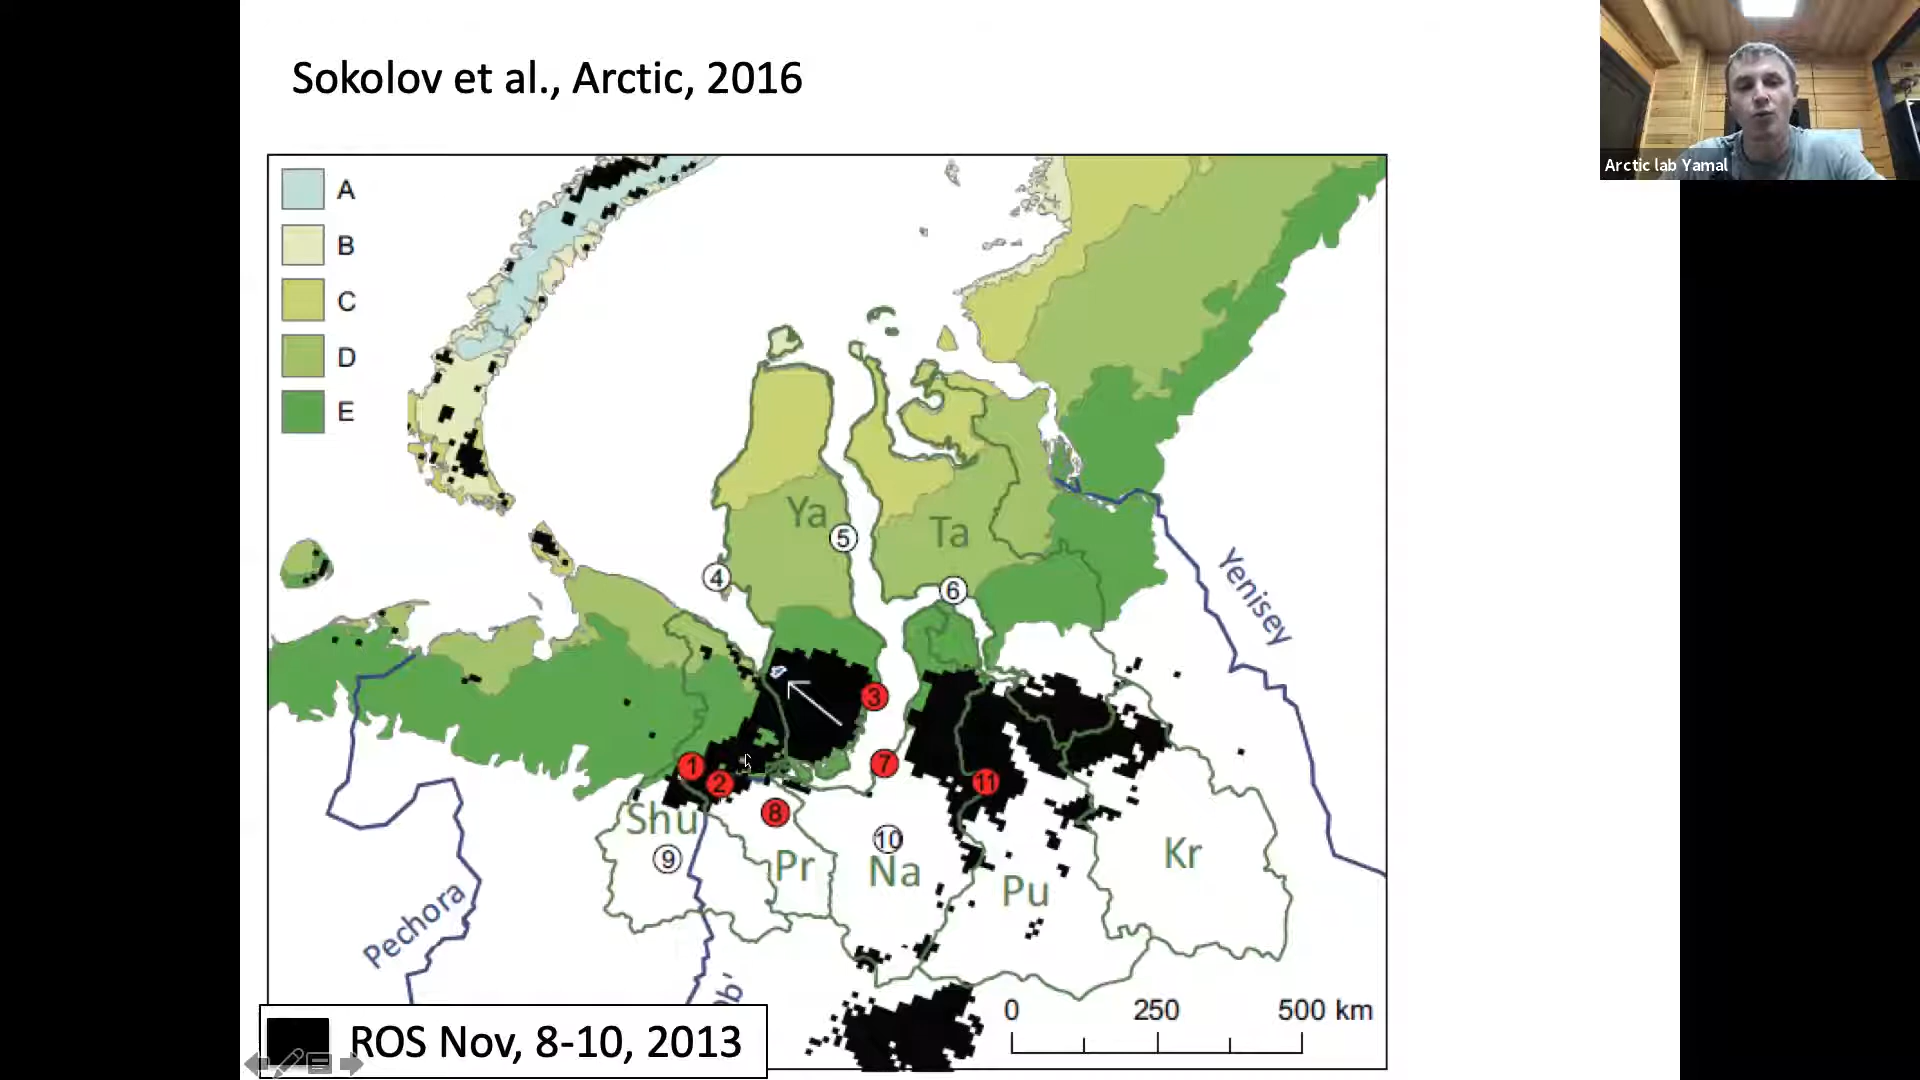 Sokolov et al., Arctic, 2016
Arctic lab Yamal
A
B
C
D
E
Ya
5
Ta
4
6
Yenisey
3
1
7
2
11
8
Shu
10
9
Pr
Na
Kr
Pu
Pechora
Ob'
0 250 500 km
ROS Nov, 8-10, 2013